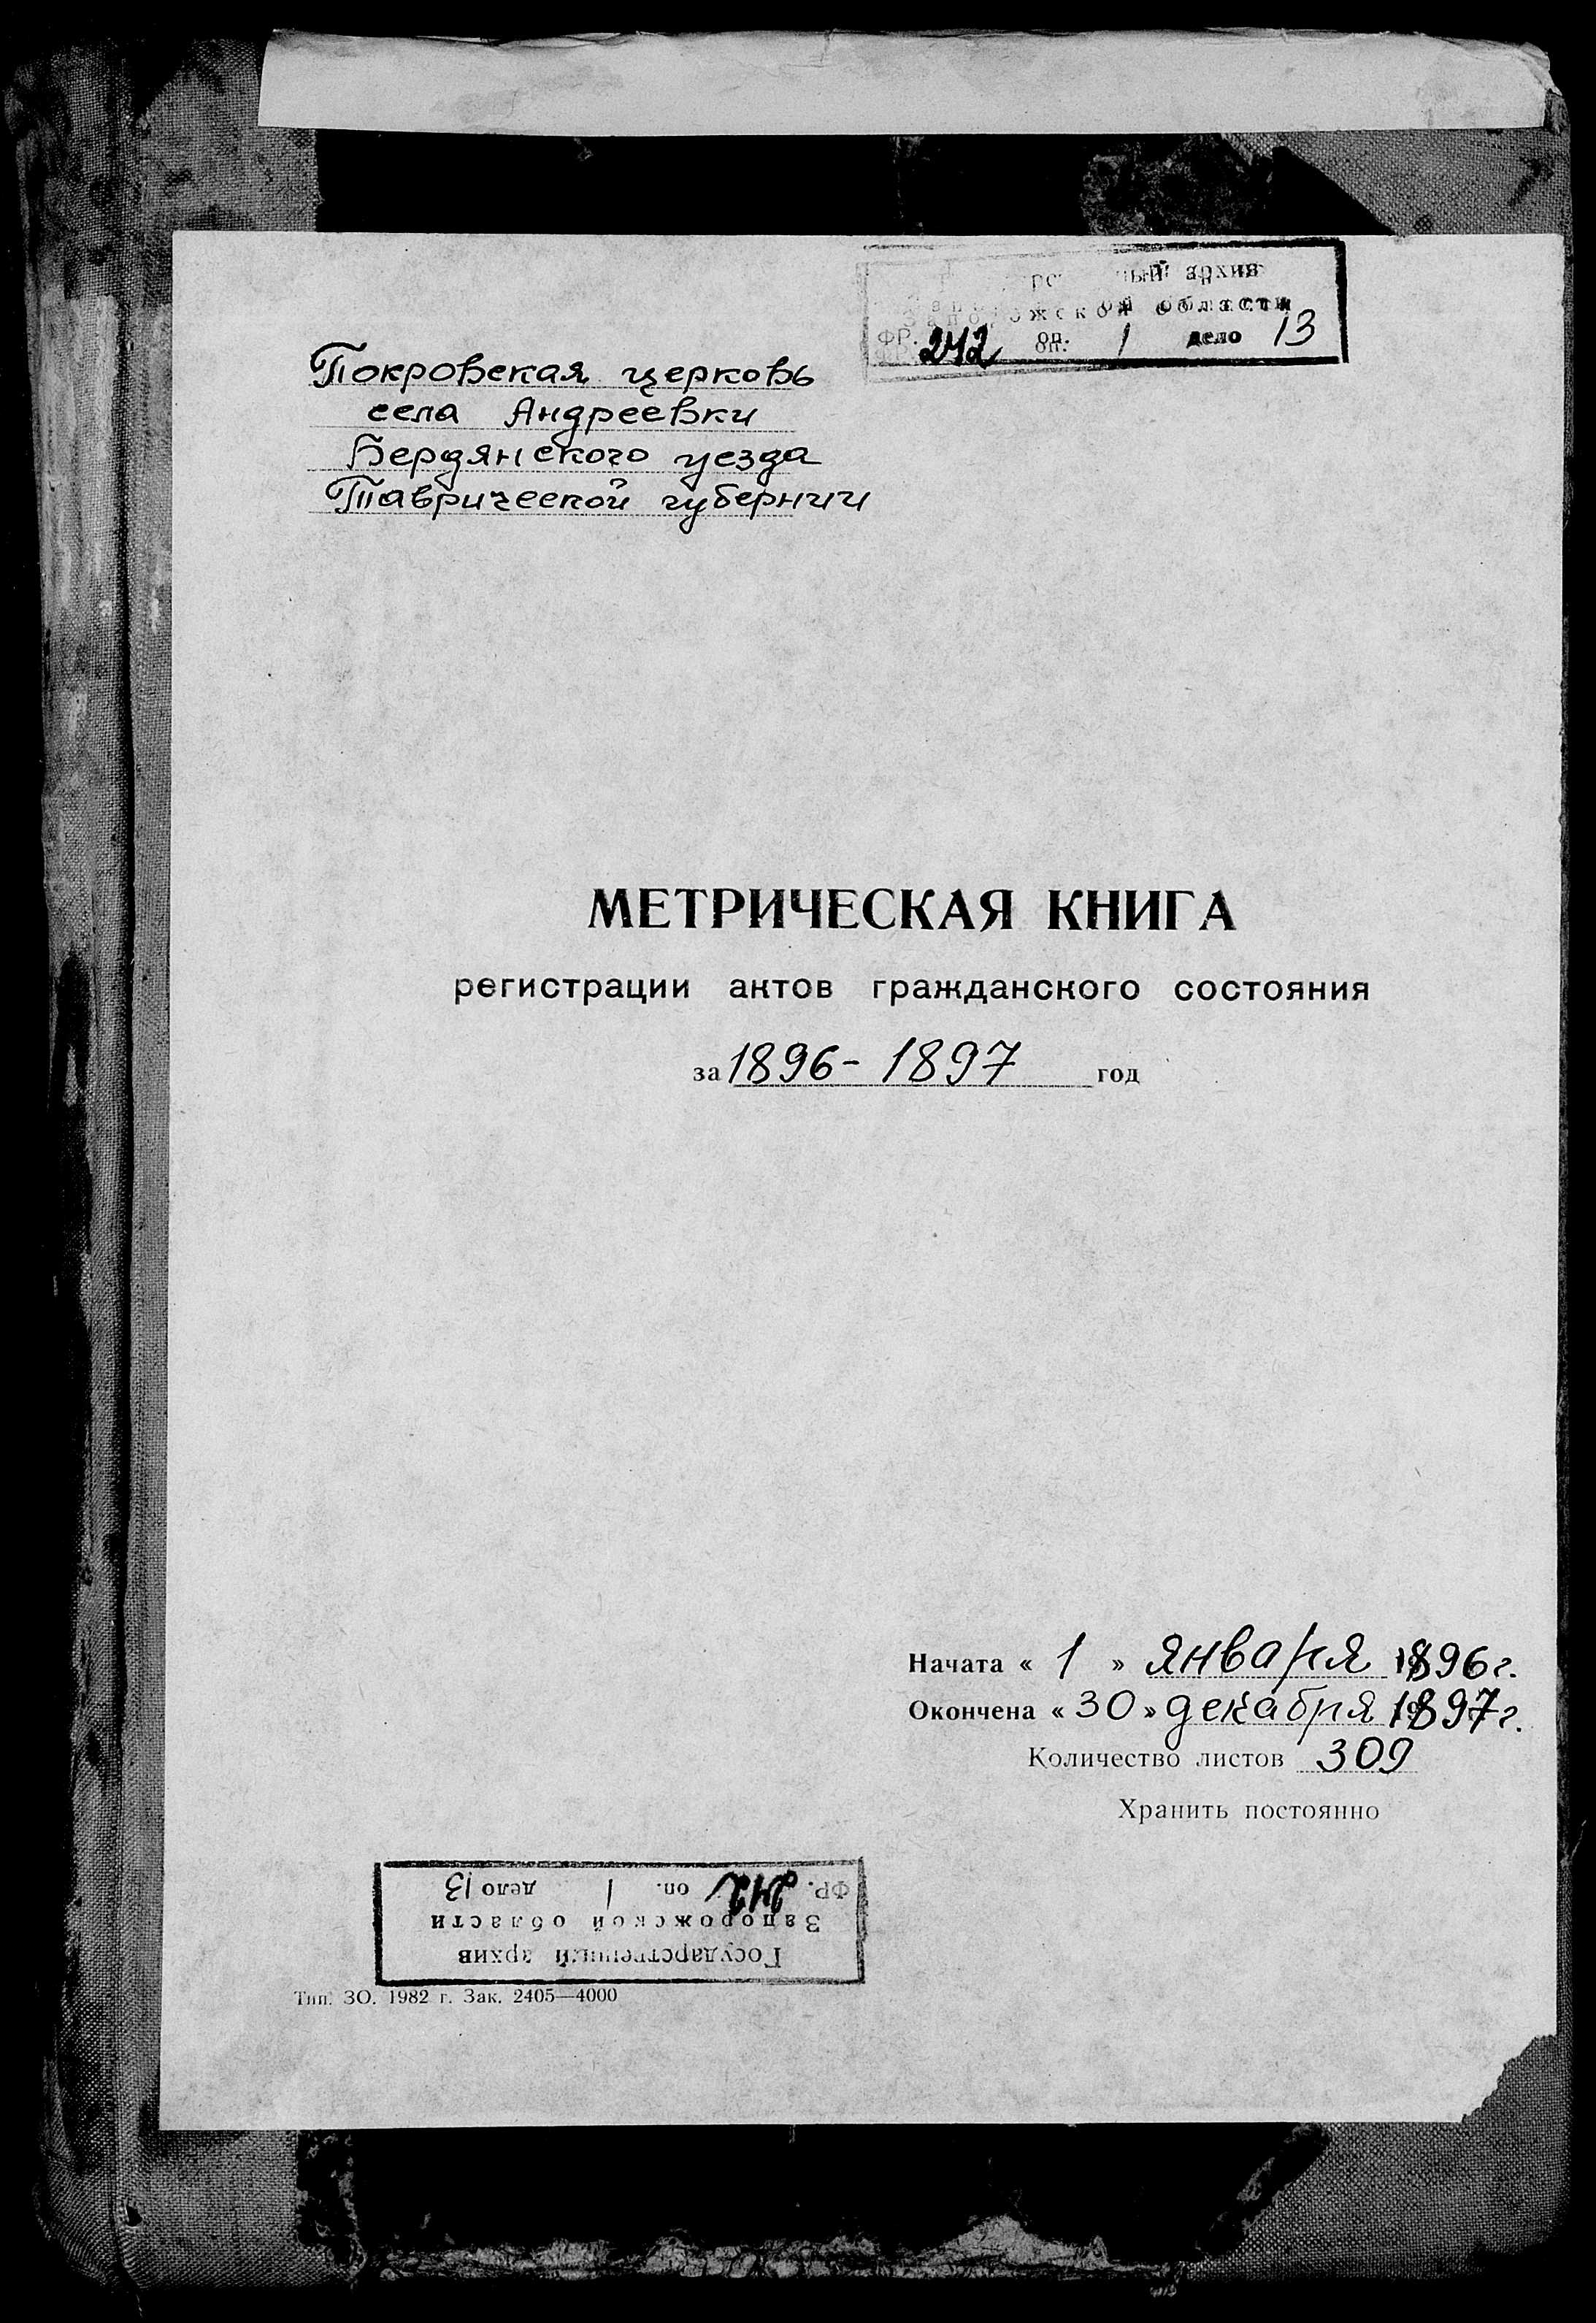 архив
Запорожской области
ФР. 242 оп. 1 дело 13
Покровская церковь
села Андреевки
Бердянского уезда
Таврической губернии
МЕТРИЧЕСКАЯ КНИГА
регистрации актов гражданского состояния
за 1896 - 1897 год
Начата « 1 » января 1896 г.
Окончена « 30 » декабря 1897 г.
Количество листов 309
Хранить постоянно
Государственный архив
Запорожской области
ФР. 242 оп. 1 дело 13
Тип. ЗО. 1982 г. Зак. 2405—4000